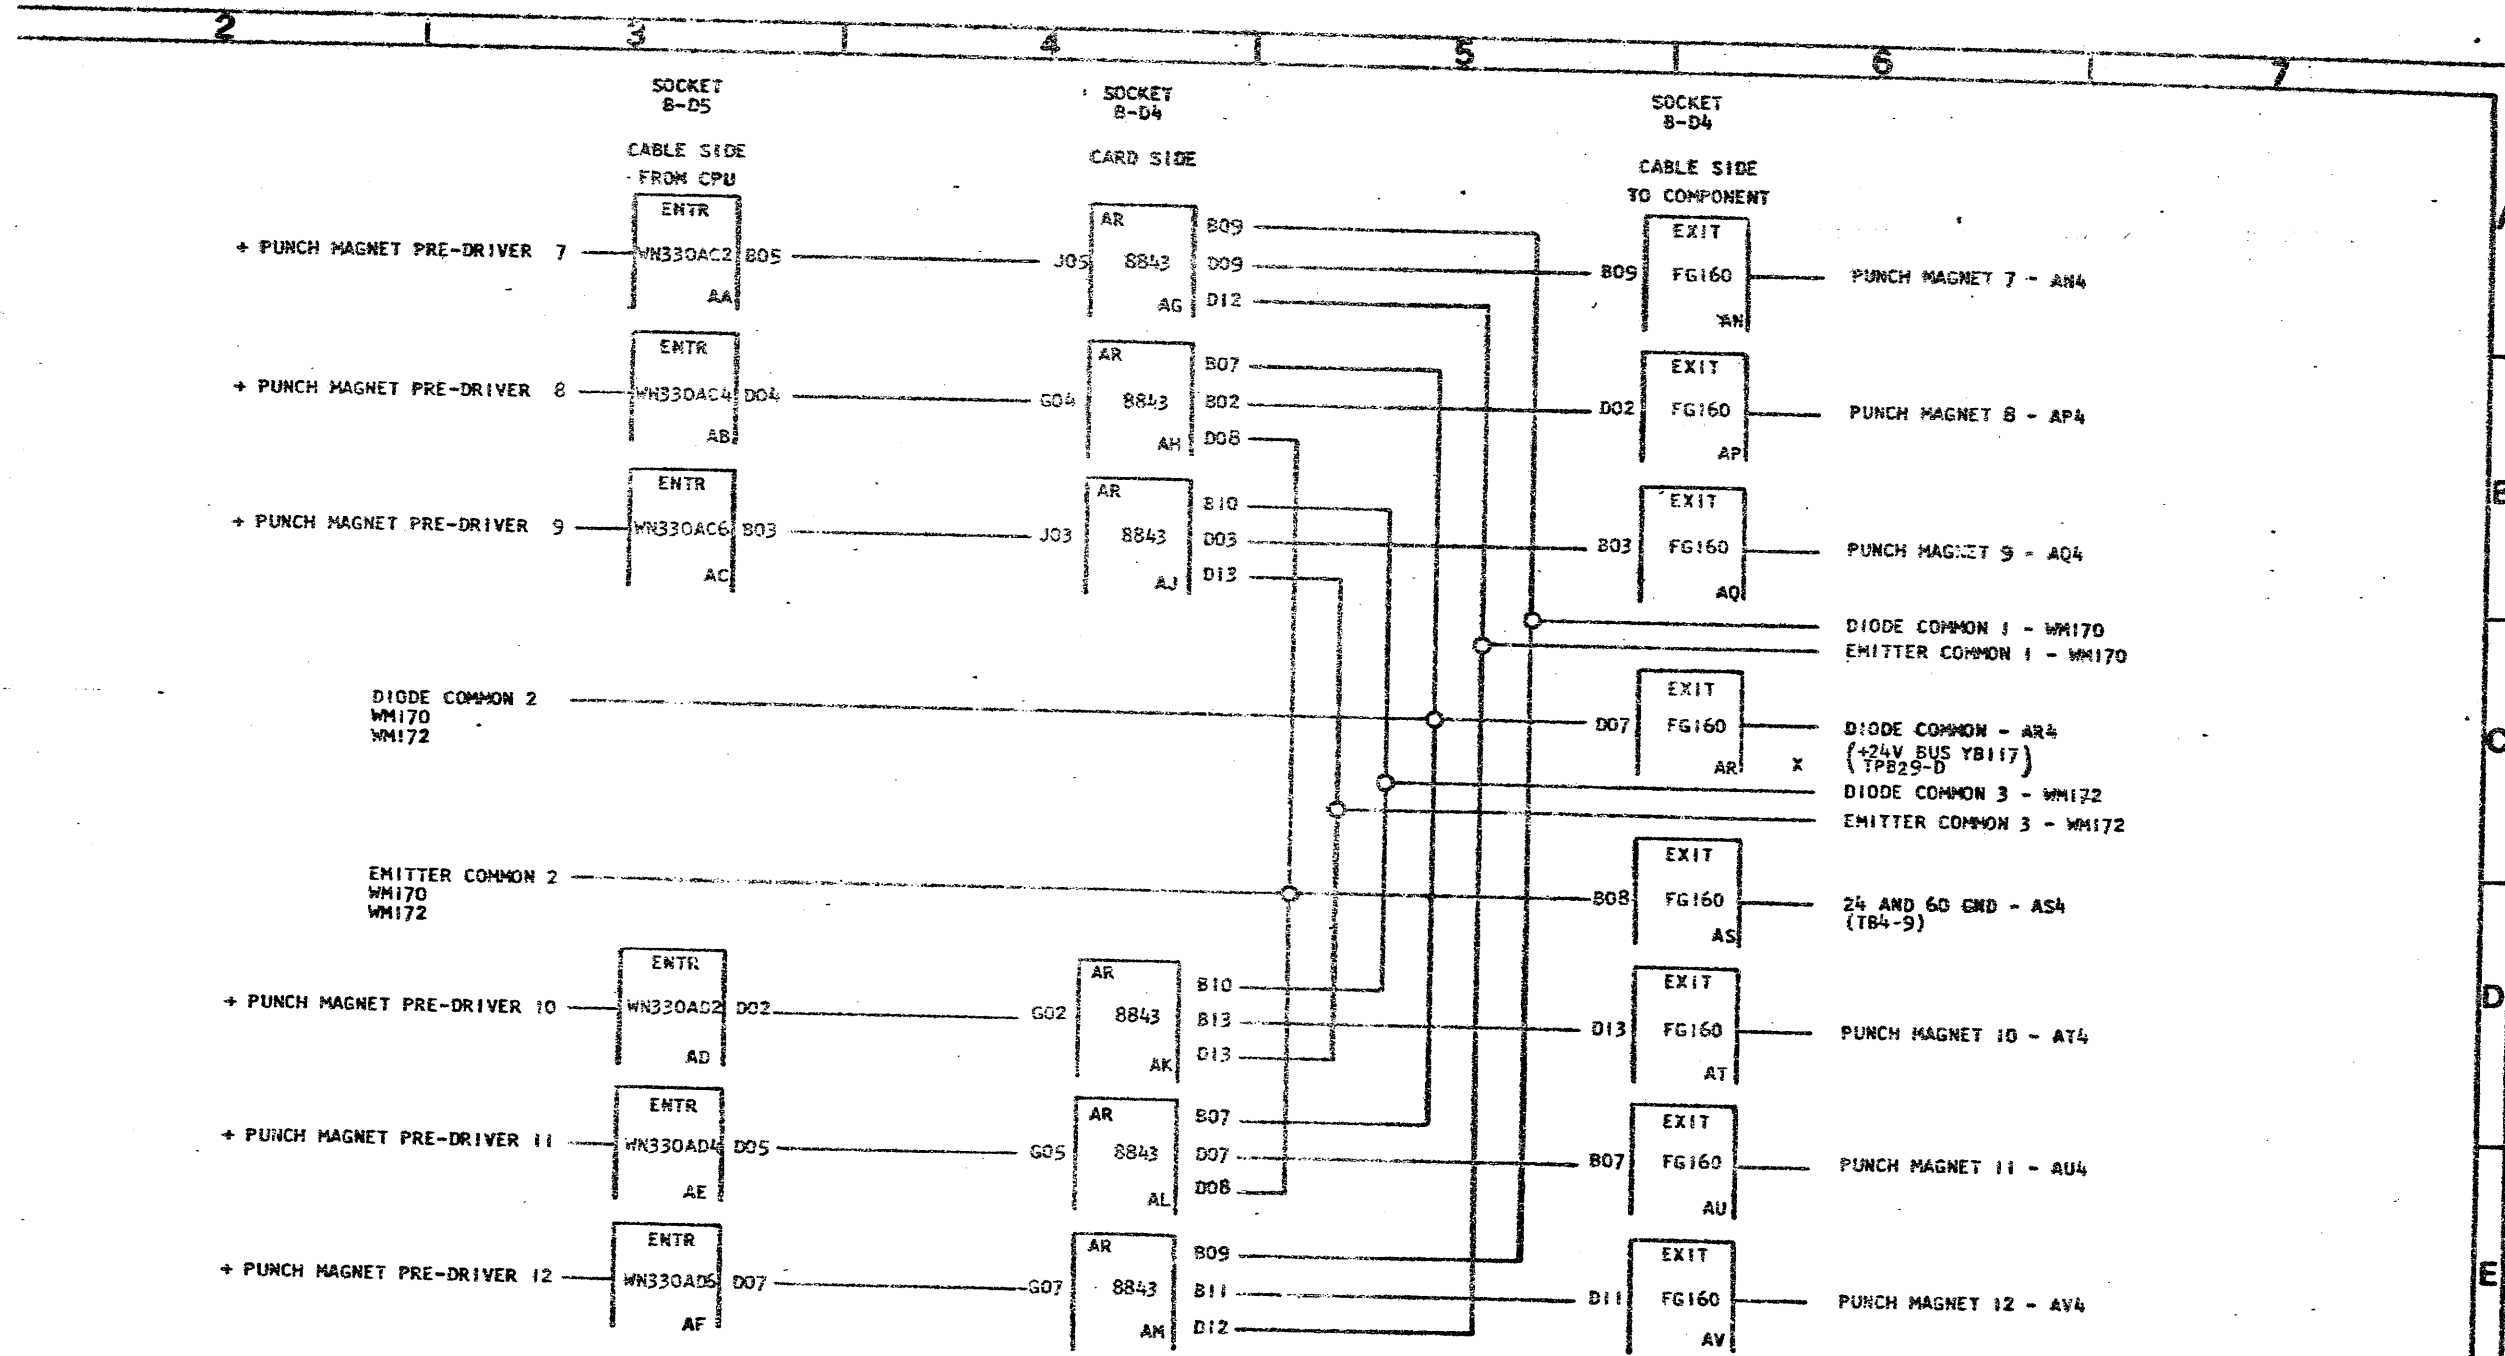 2 3 4 5 6 7
SOCKET
B-D5
CABLE SIDE
FROM CPU
SOCKET
B-D4
CARD SIDE
SOCKET
B-D4
CABLE SIDE
TO COMPONENT
+ PUNCH MAGNET PRE-DRIVER 7
ENTR
WN330AC2 B05
AA
AR
J05 8843
AG
B09
D09
D12
EXIT
B09 FG160
AN
PUNCH MAGNET 7 - AN4
+ PUNCH MAGNET PRE-DRIVER 8
ENTR
WN330AC4 D04
AB
AR
G04 8843
AH
B07
B02
D08
EXIT
D02 FG160
AP
PUNCH MAGNET 8 - AP4
B
+ PUNCH MAGNET PRE-DRIVER 9
ENTR
WN330AC6 B03
AC
AR
J03 8843
AJ
B10
D03
D13
EXIT
B03 FG160
AQ
PUNCH MAGNET 9 - AQ4
DIODE COMMON 1 - WM170
EMITTER COMMON 1 - WM170
DIODE COMMON 2
WM170
WM172
EXIT
D07 FG160
AR
X
DIODE COMMON - AR4
(+24V BUS YB117)
( TPB29-D )
C
DIODE COMMON 3 - WM172
EMITTER COMMON 3 - WM172
EMITTER COMMON 2
WM170
WM172
EXIT
B08 FG160
AS
24 AND 60 GND - AS4
(TB4-9)
+ PUNCH MAGNET PRE-DRIVER 10
ENTR
WN330AD2 D02
AD
AR
G02 8843
AK
B10
B13
D13
EXIT
D13 FG160
AT
PUNCH MAGNET 10 - AT4
D
+ PUNCH MAGNET PRE-DRIVER 11
ENTR
WN330AD4 D05
AE
AR
G05 8843
AL
B07
D07
D08
EXIT
B07 FG160
AU
PUNCH MAGNET 11 - AU4
+ PUNCH MAGNET PRE-DRIVER 12
ENTR
WN330AD6 D07
AF
AR
G07 8843
AM
B09
B11
D12
EXIT
D11 FG160
AV
PUNCH MAGNET 12 - AV4
E